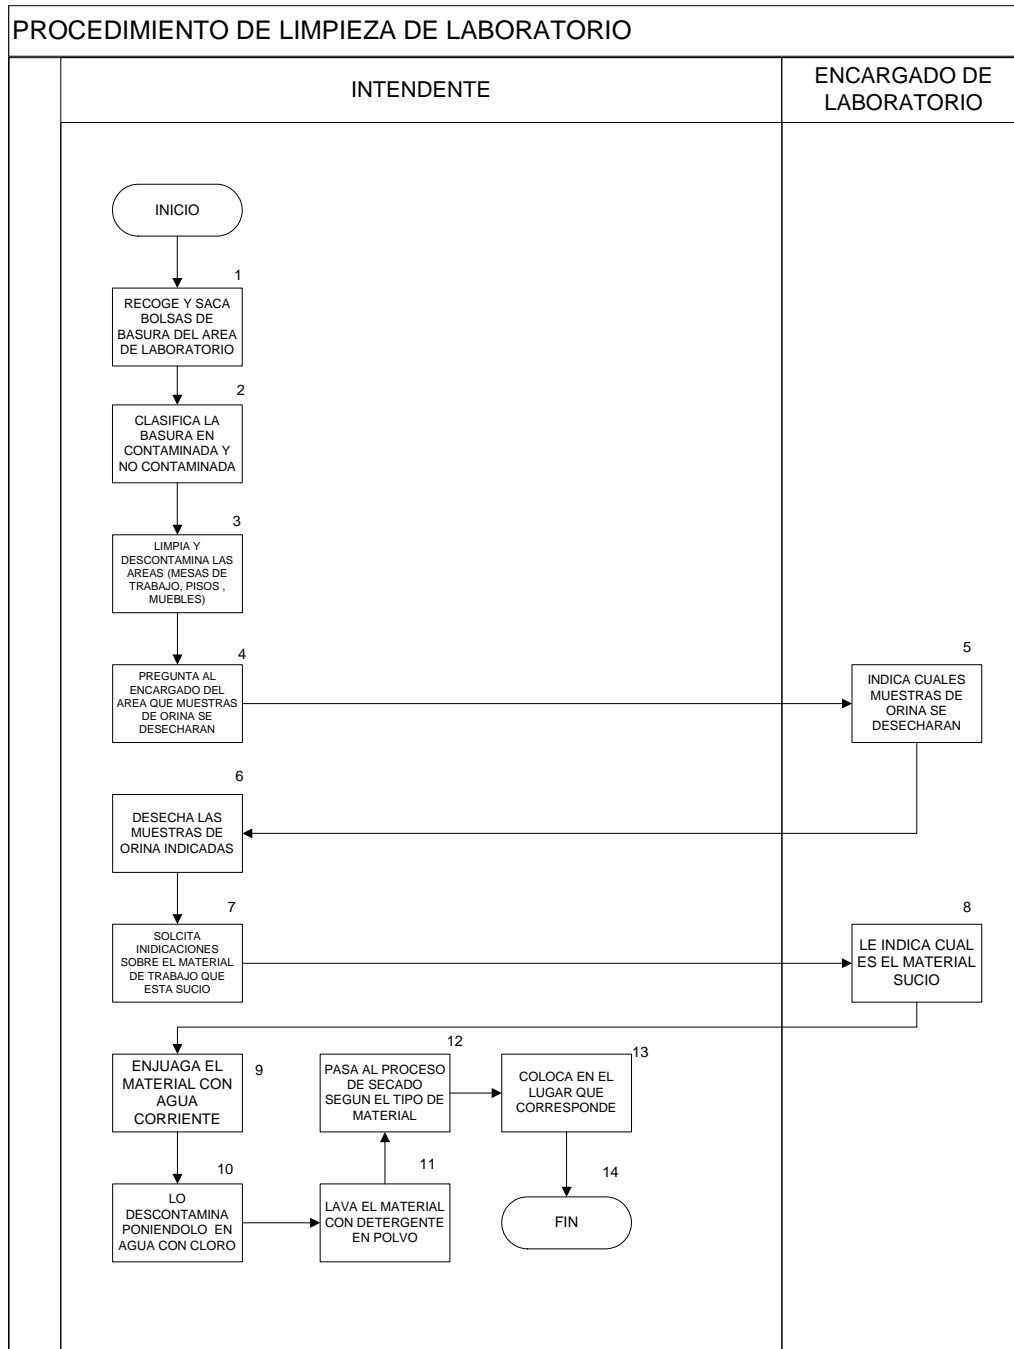 PROCEDIMIENTO DE LIMPIEZA DE LABORATORIO
INTENDENTE
ENCARGADO DE
LABORATORIO
INICIO
1
RECOGE Y SACA
BOLSAS DE
BASURA DEL AREA
DE LABORATORIO
2
CLASIFICA LA
BASURA EN
CONTAMINADA Y
NO CONTAMINADA
3
LIMPIA Y
DESCONTAMINA LAS
AREAS (MESAS DE
TRABAJO, PISOS ,
MUEBLES)
4
PREGUNTA AL
ENCARGADO DEL
AREA QUE MUESTRAS
DE ORINA SE
DESECHARAN
5
INDICA CUALES
MUESTRAS DE
ORINA SE
DESECHARAN
6
DESECHA LAS
MUESTRAS DE
ORINA INDICADAS
7
SOLCITA
INIDICACIONES
SOBRE EL MATERIAL
DE TRABAJO QUE
ESTA SUCIO
8
LE INDICA CUAL
ES EL MATERIAL
SUCIO
9
ENJUAGA EL
MATERIAL CON
AGUA
CORRIENTE
10
LO
DESCONTAMINA
PONIENDOLO  EN
AGUA CON CLORO
11
LAVA EL MATERIAL
CON DETERGENTE
EN POLVO
12
PASA AL PROCESO
DE SECADO
SEGUN EL TIPO DE
MATERIAL
13
COLOCA EN EL
LUGAR QUE
CORRESPONDE
14
FIN